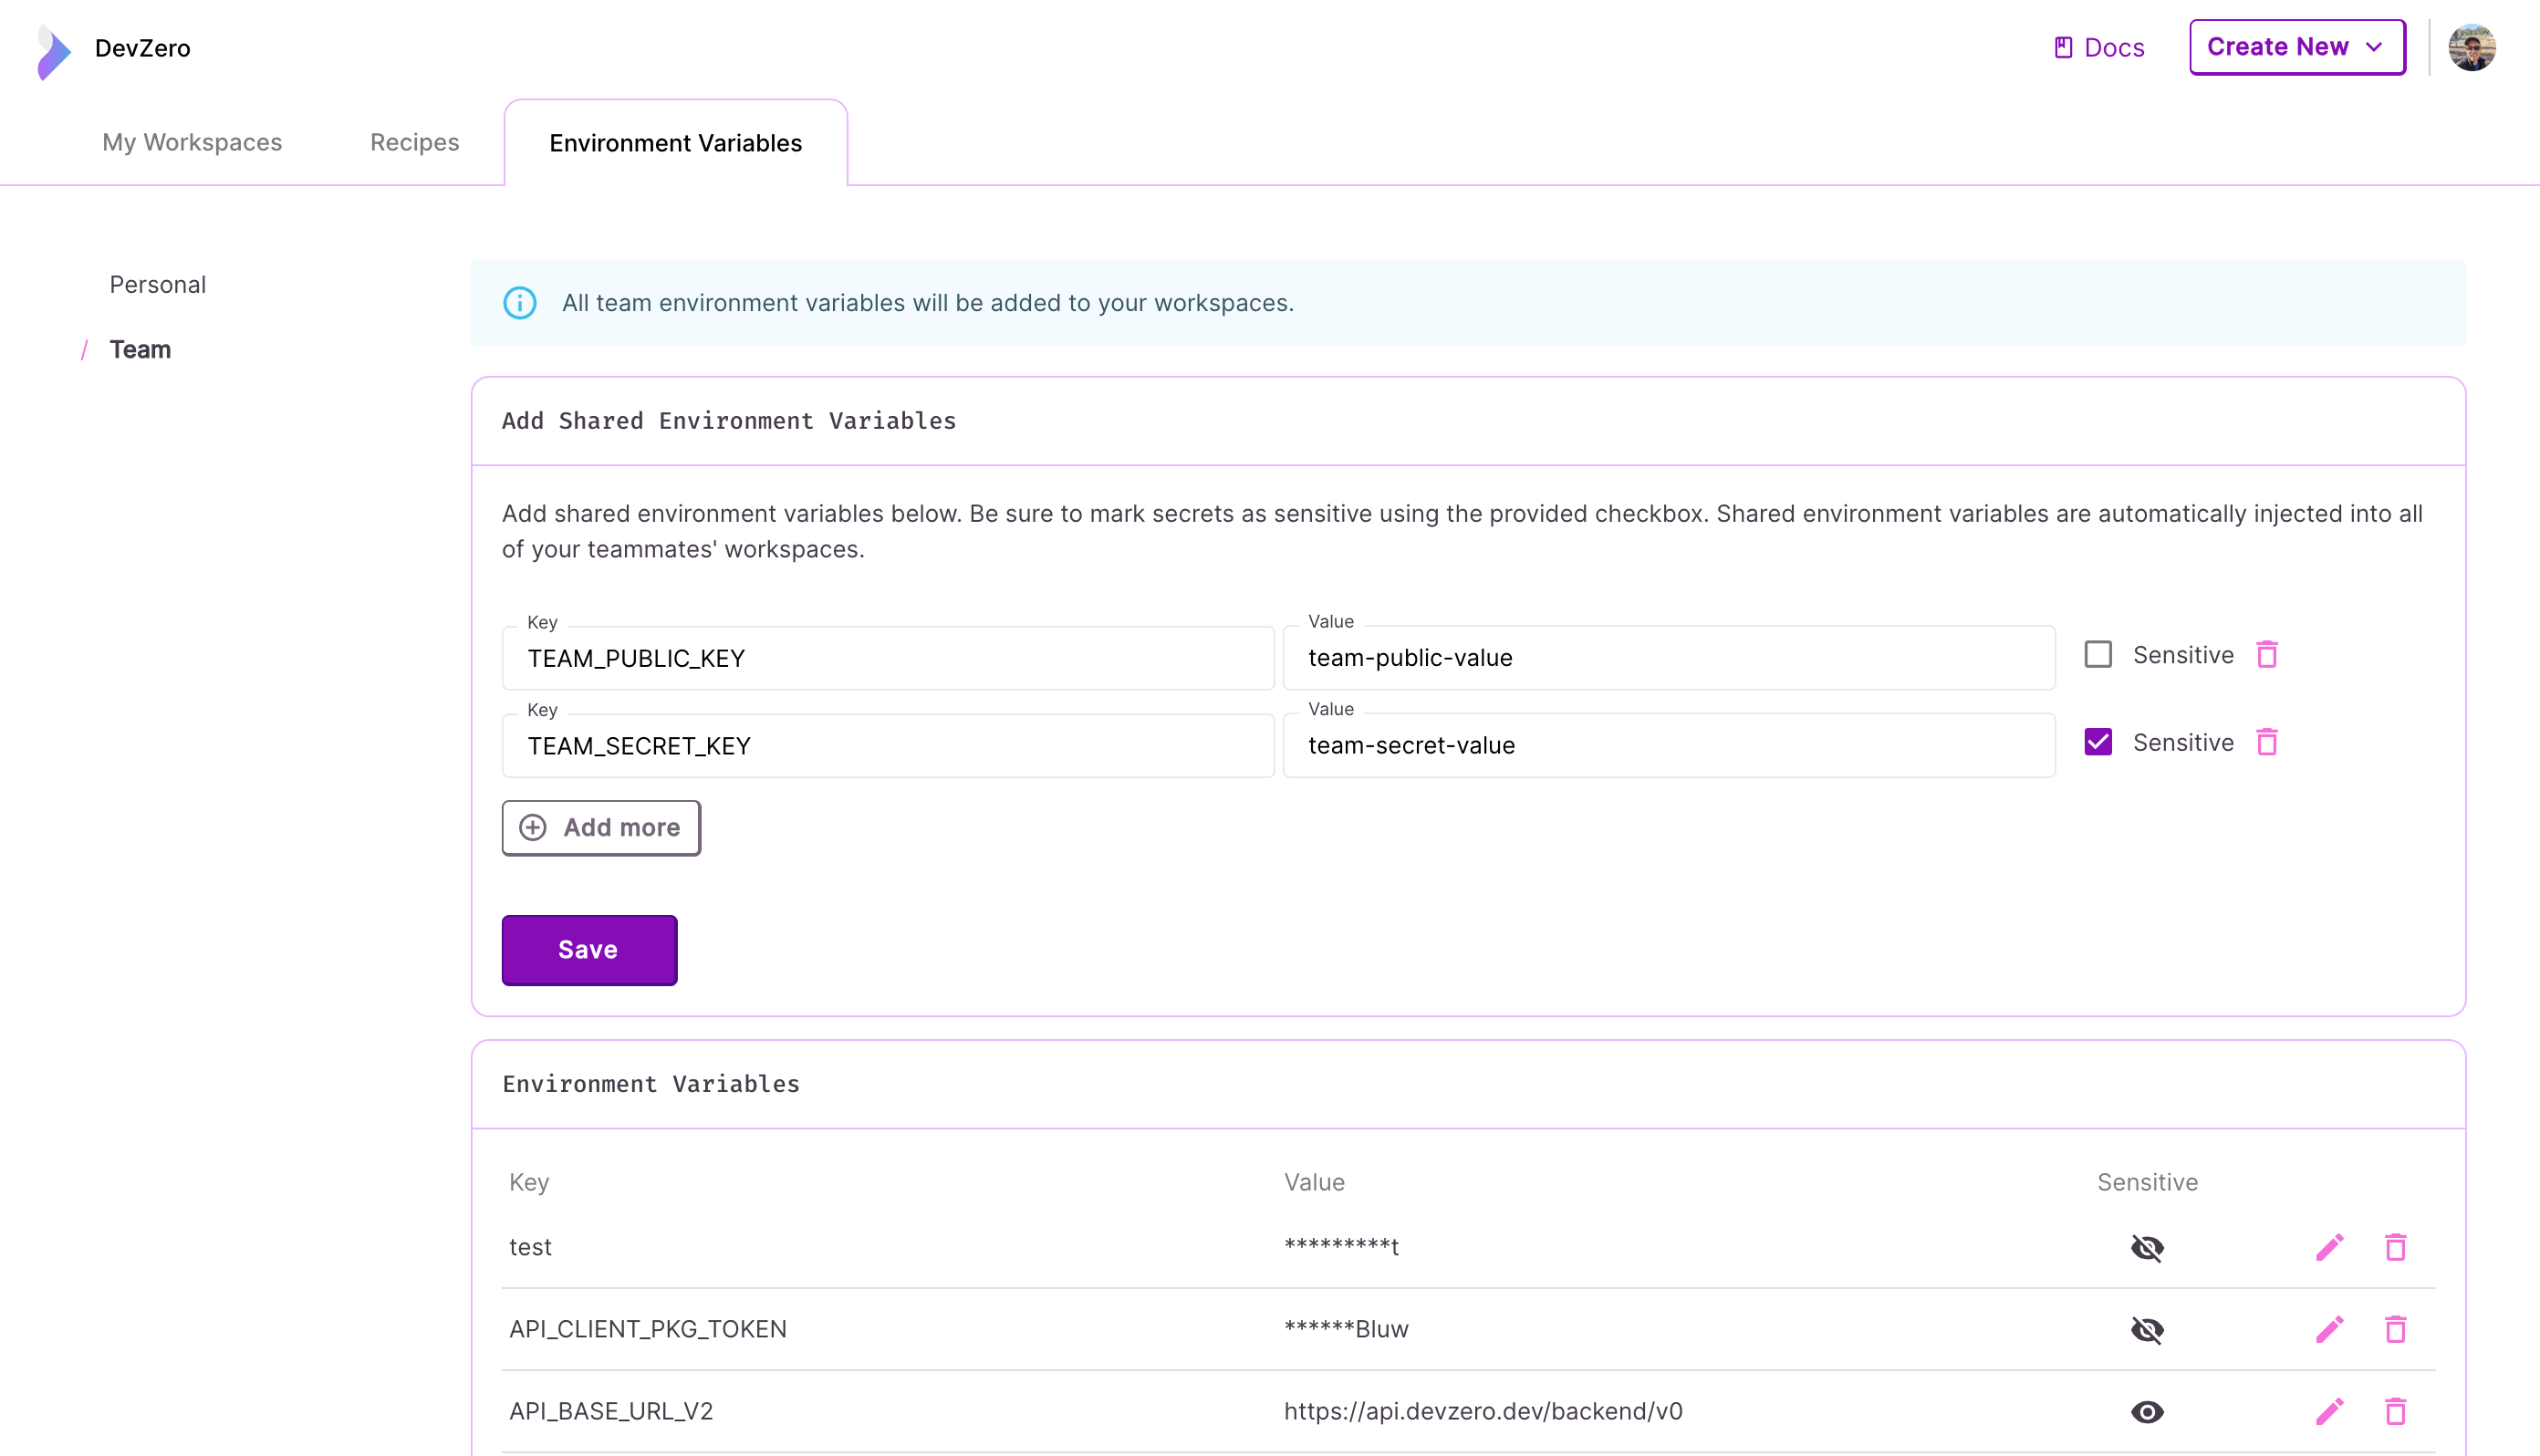 DevZero
Docs
Create New
My Workspaces
Recipes
Environment Variables
Personal
/ Team
All team environment variables will be added to your workspaces.
Add Shared Environment Variables
Add shared environment variables below. Be sure to mark secrets as sensitive using the provided checkbox. Shared environment variables are automatically injected into all
of your teammates' workspaces.
Key
Value
TEAM_PUBLIC_KEY
team-public-value
Sensitive
Key
Value
TEAM_SECRET_KEY
team-secret-value
Sensitive
Add more
Save
Environment Variables
Key
Value
Sensitive
test
*********t
API_CLIENT_PKG_TOKEN
******Bluw
API_BASE_URL_V2
https://api.devzero.dev/backend/v0